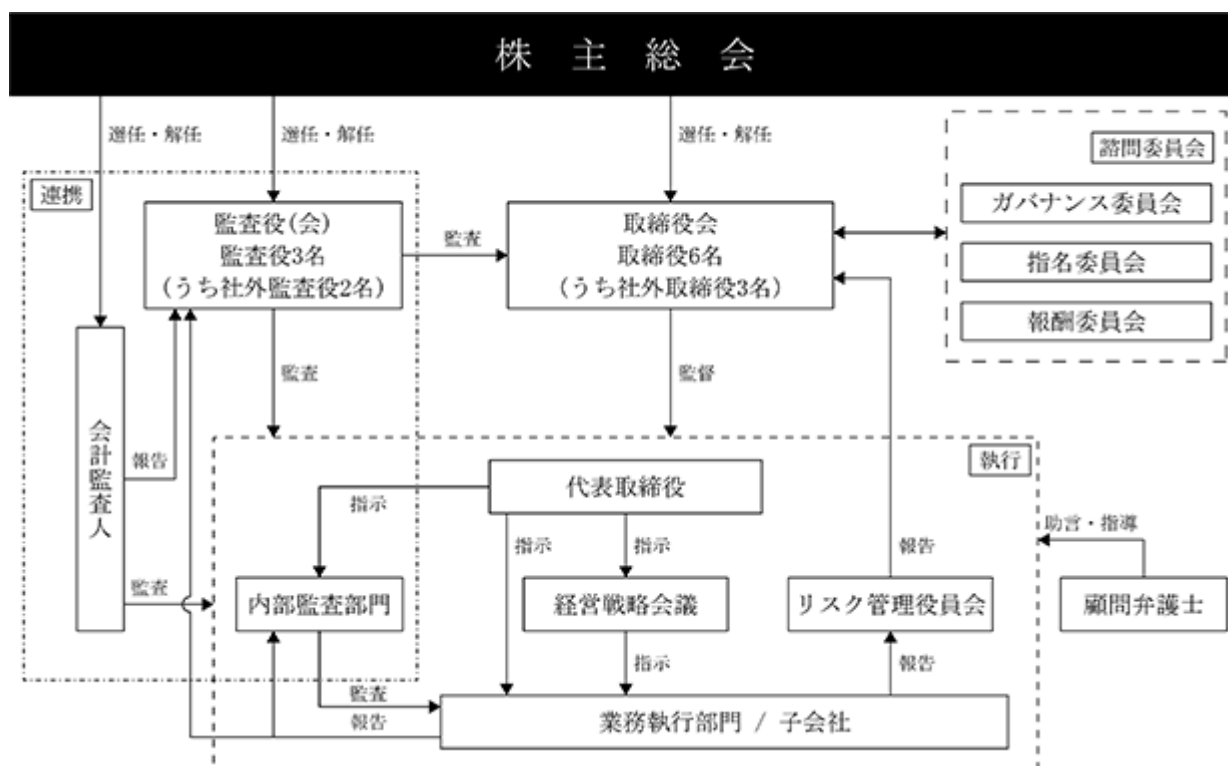 株主総会
選任・解任
選任・解任
選任・解任
諮問委員会
連携
ガバナンス委員会
監査役(会)
監査役3名
(うち社外監査役2名)
監査
取締役会
取締役6名
(うち社外取締役3名)
指名委員会
報酬委員会
監査
監督
会計監査人
報告
執行
代表取締役
指示
助言・指導
指示
指示
報告
監査
内部監査部門
経営戦略会議
リスク管理役員会
顧問弁護士
指示
報告
監査
報告
業務執行部門 / 子会社